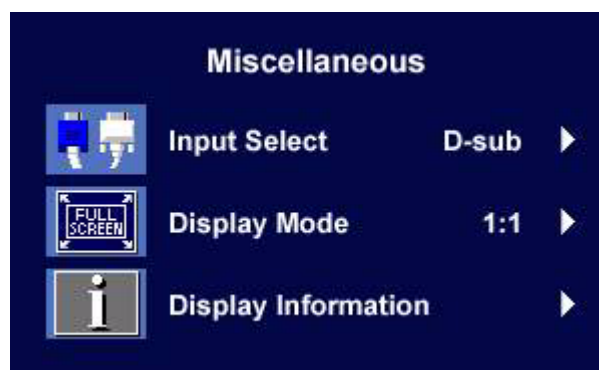 Miscellaneous
Input Select D-sub
FULL
SCREEN
Display Mode 1:1
i
Display Information